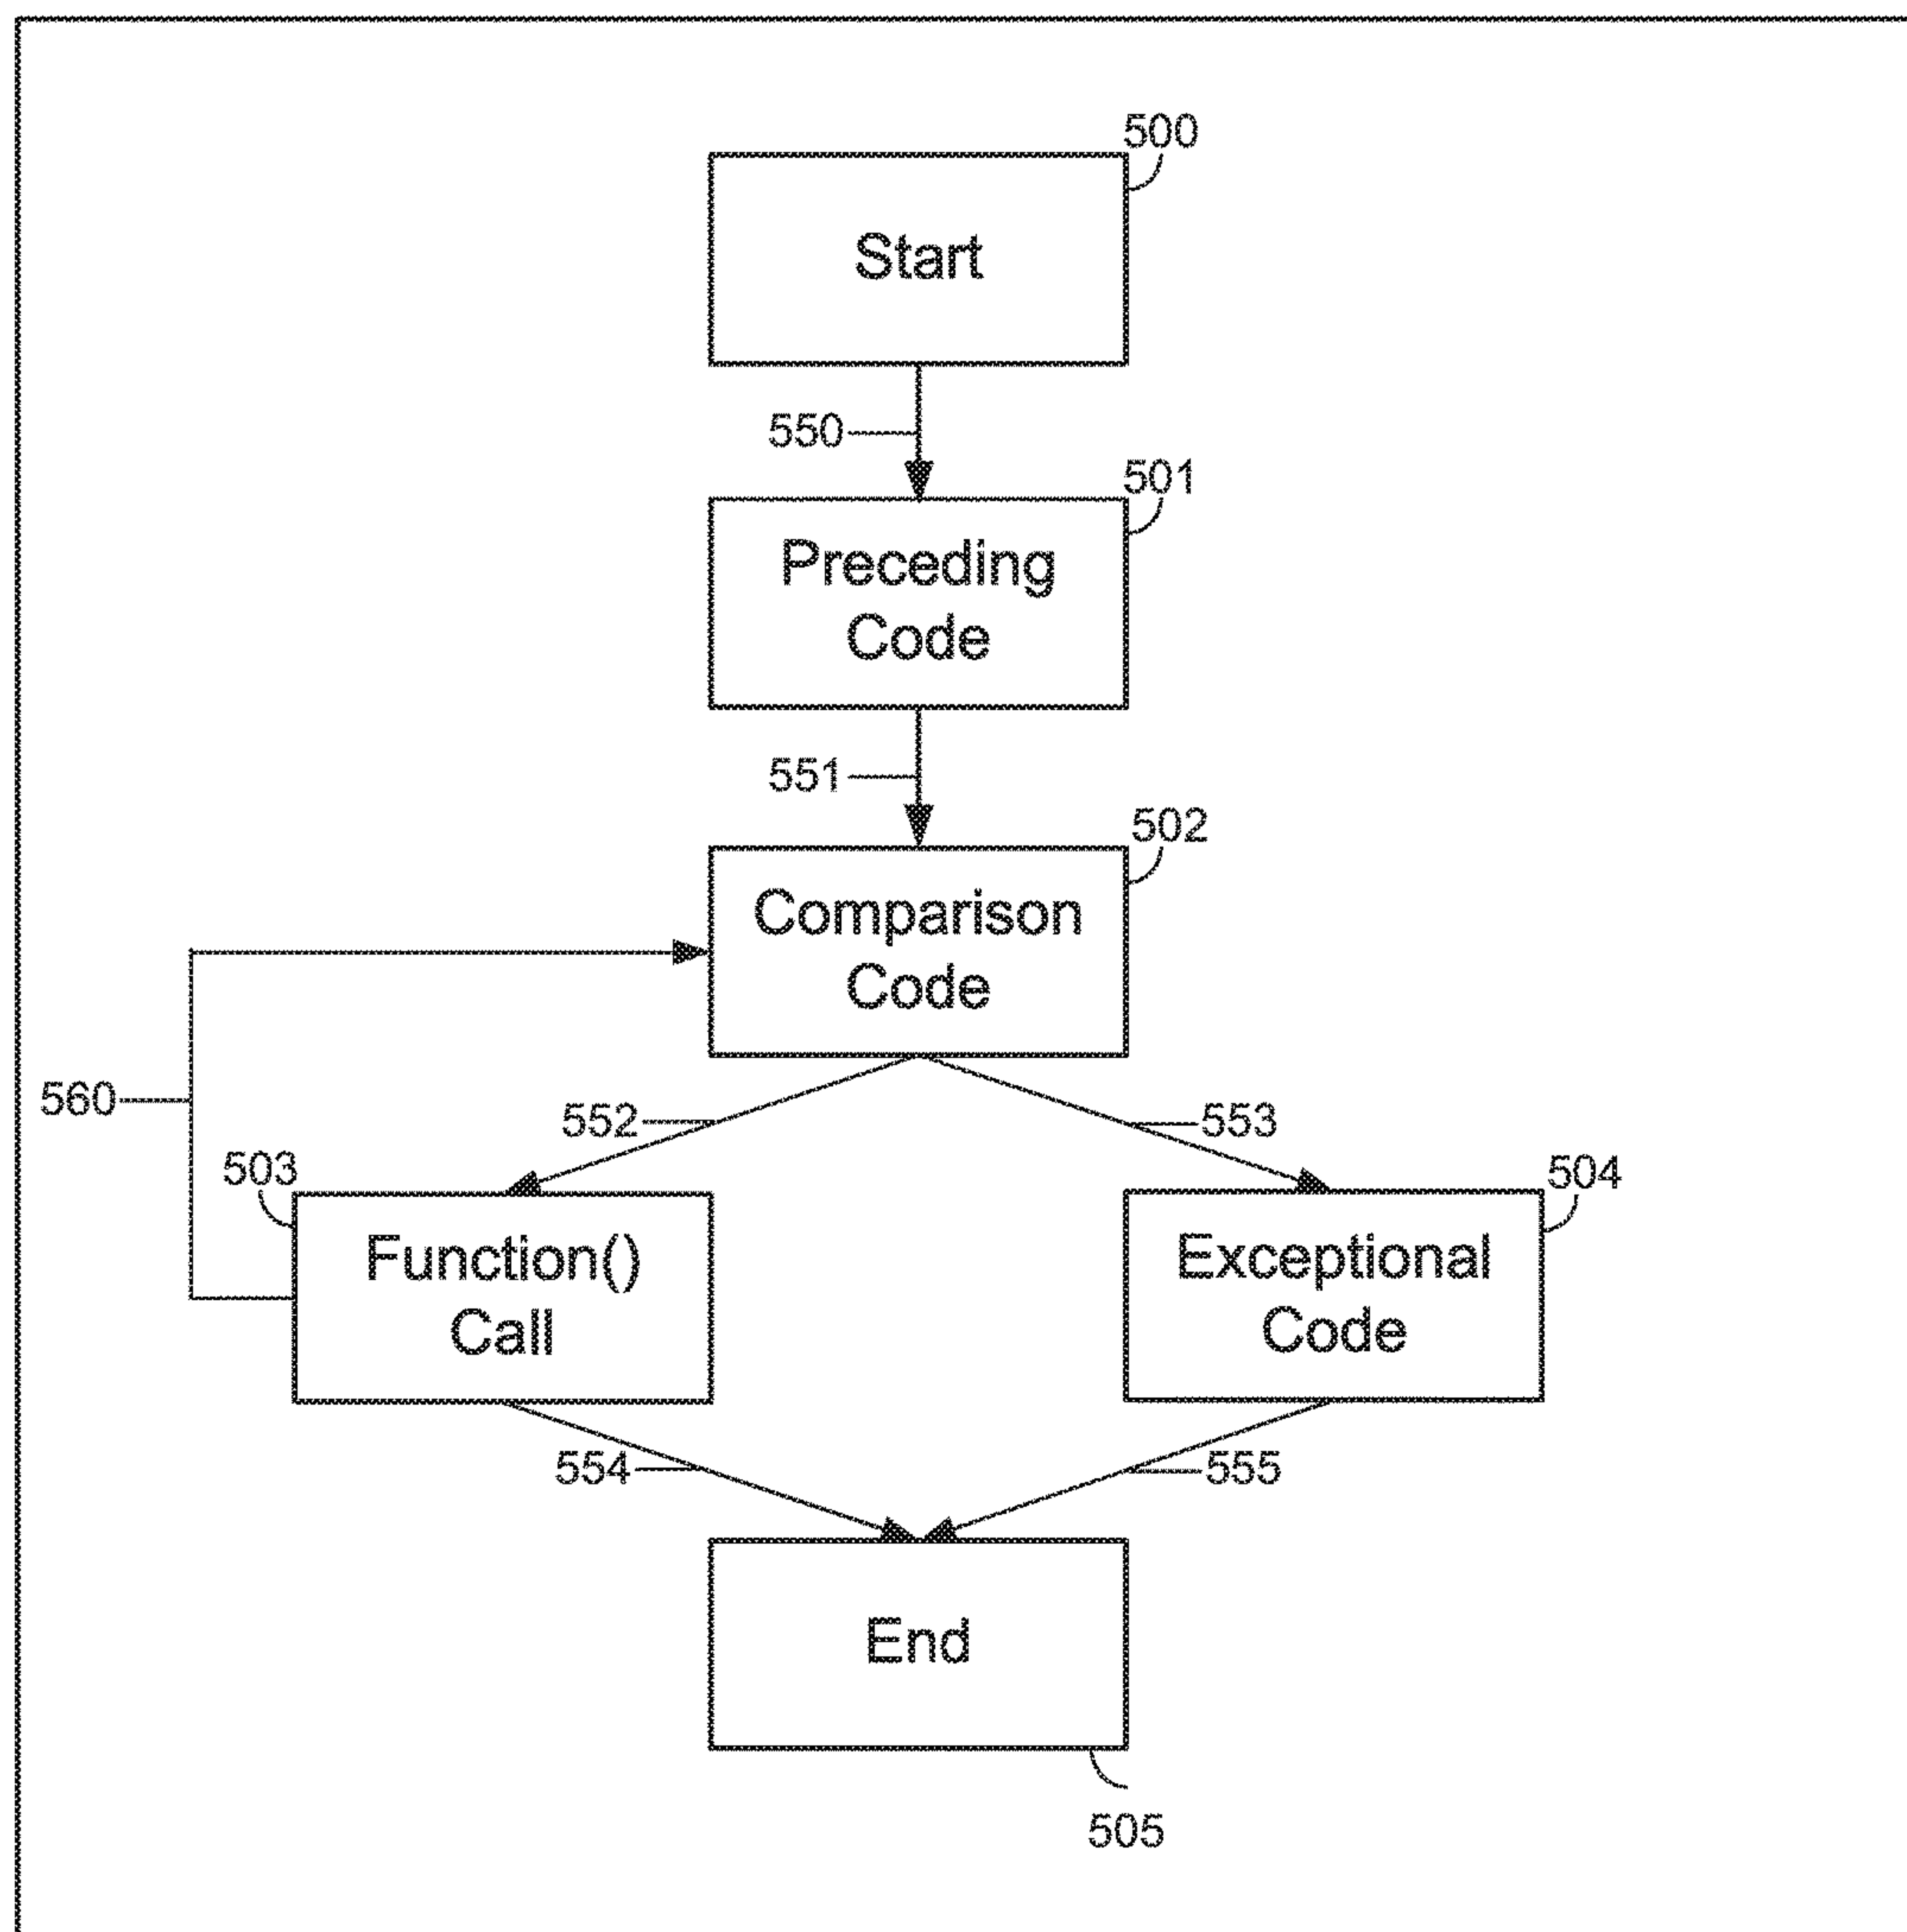 500
Start
550
501
Preceding
Code
551
502
Comparison
Code
560
552
553
503
504
Function()
Call
Exceptional
Code
554
555
End
505